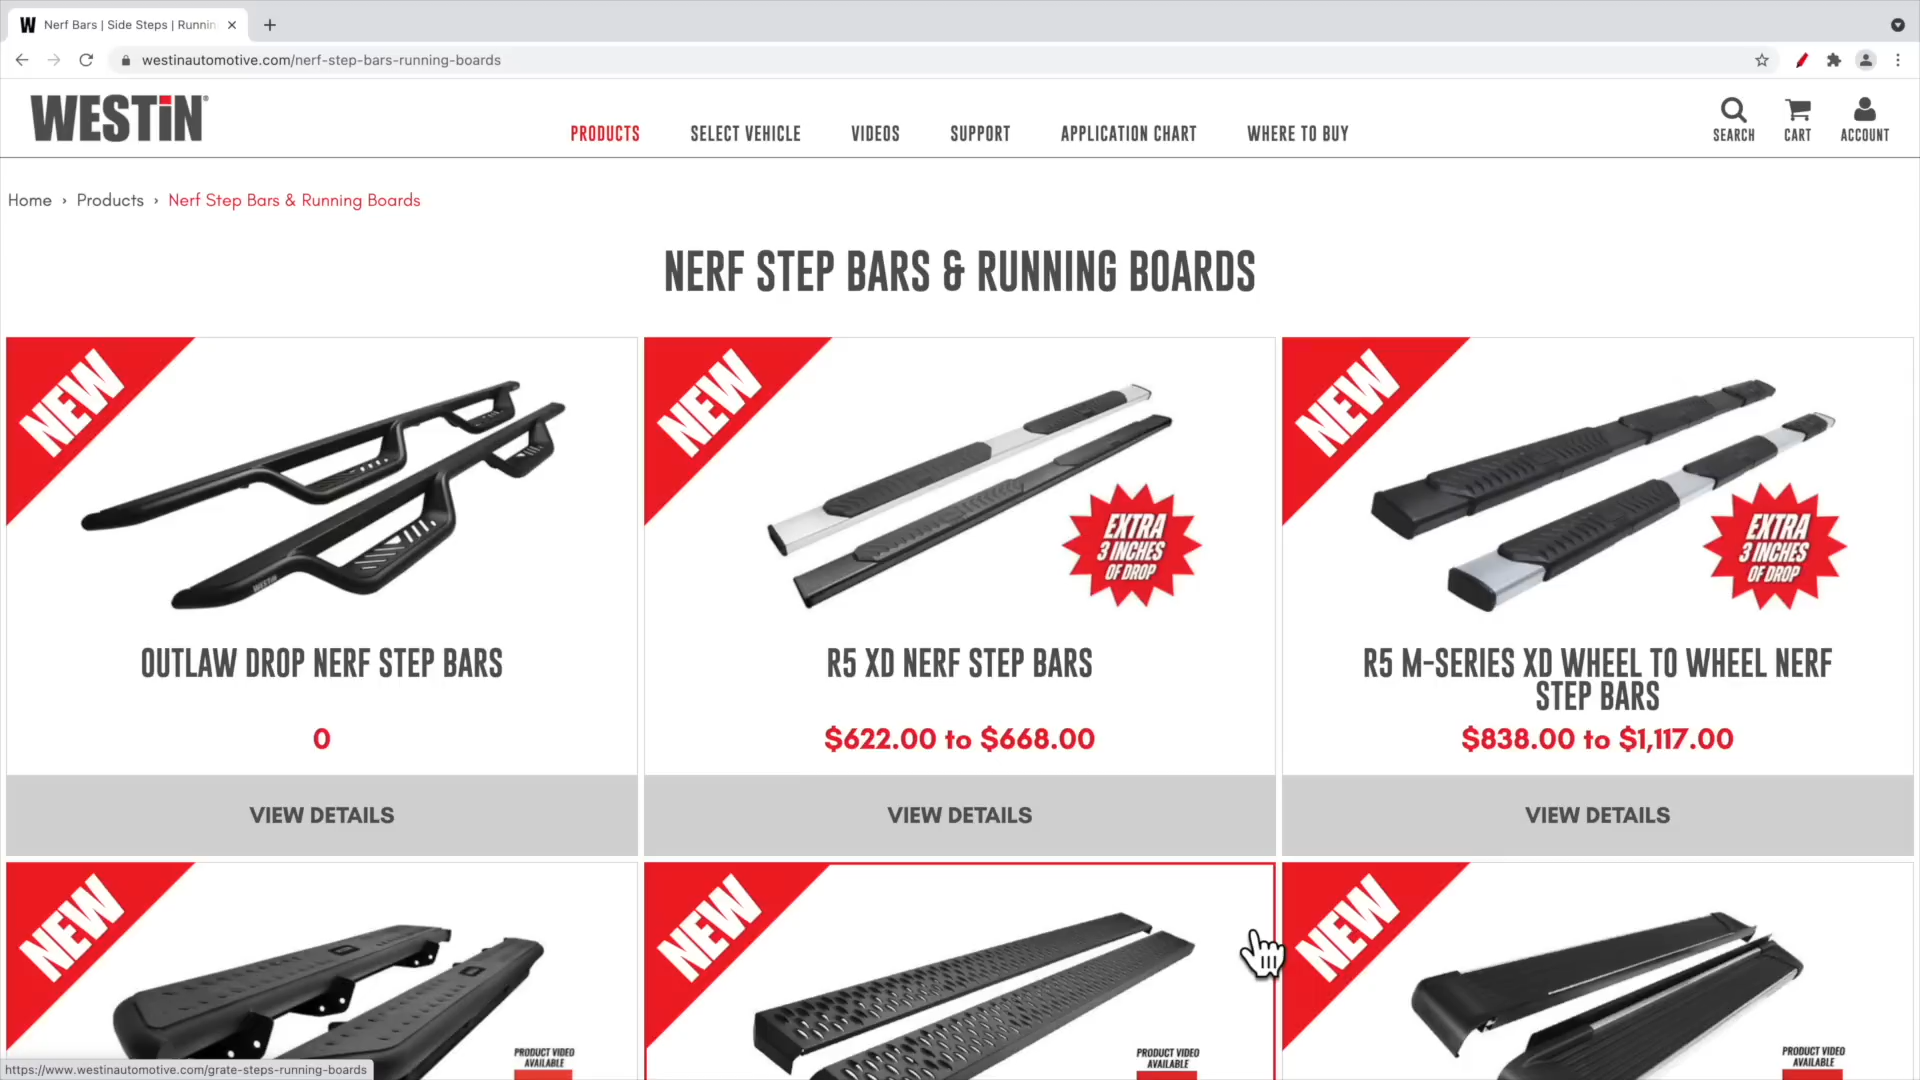 W Nerf Bars | Side Steps | Runnin
westinautomotive.com/nerf-step-bars-running-boards
WESTiN®
PRODUCTS
SELECT VEHICLE
VIDEOS
SUPPORT
APPLICATION CHART
WHERE TO BUY
SEARCH
CART
ACCOUNT
Home › Products › Nerf Step Bars & Running Boards
NERF STEP BARS & RUNNING BOARDS
NEW
WESTiN
OUTLAW DROP NERF STEP BARS
0
VIEW DETAILS
NEW
EXTRA
3 INCHES
OF DROP
R5 XD NERF STEP BARS
$622.00 to $668.00
VIEW DETAILS
NEW
EXTRA
3 INCHES
OF DROP
R5 M-SERIES XD WHEEL TO WHEEL NERF
STEP BARS
$838.00 to $1,117.00
VIEW DETAILS
NEW
PRODUCT VIDEO
AVAILABLE
NEW
PRODUCT VIDEO
AVAILABLE
NEW
PRODUCT VIDEO
AVAILABLE
https://www.westinautomotive.com/grate-steps-running-boards